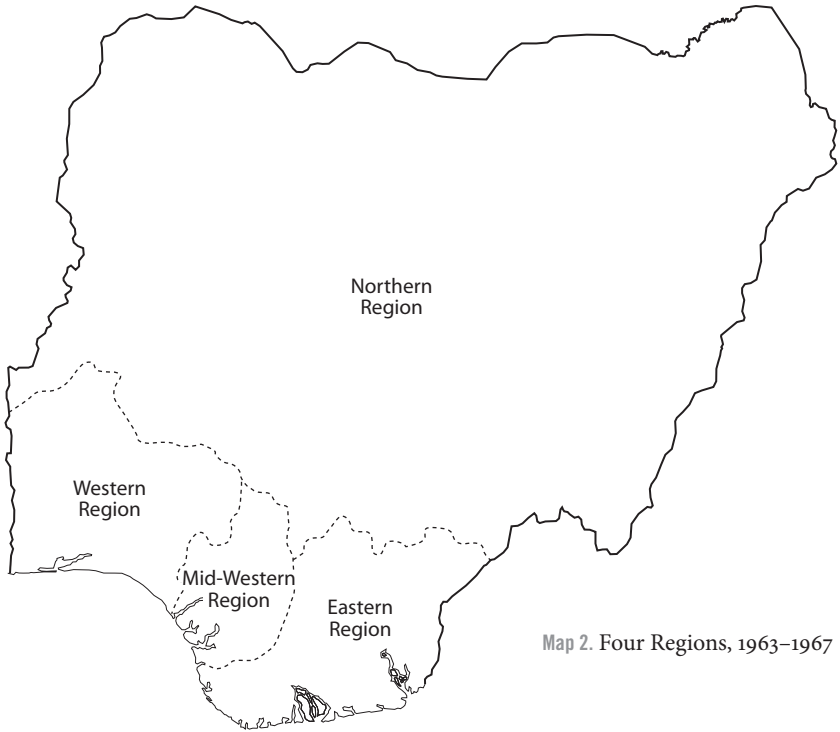 Northern
Region
Western
Region
Mid-Western
Region
Eastern
Region
Map 2. Four Regions, 1963–1967